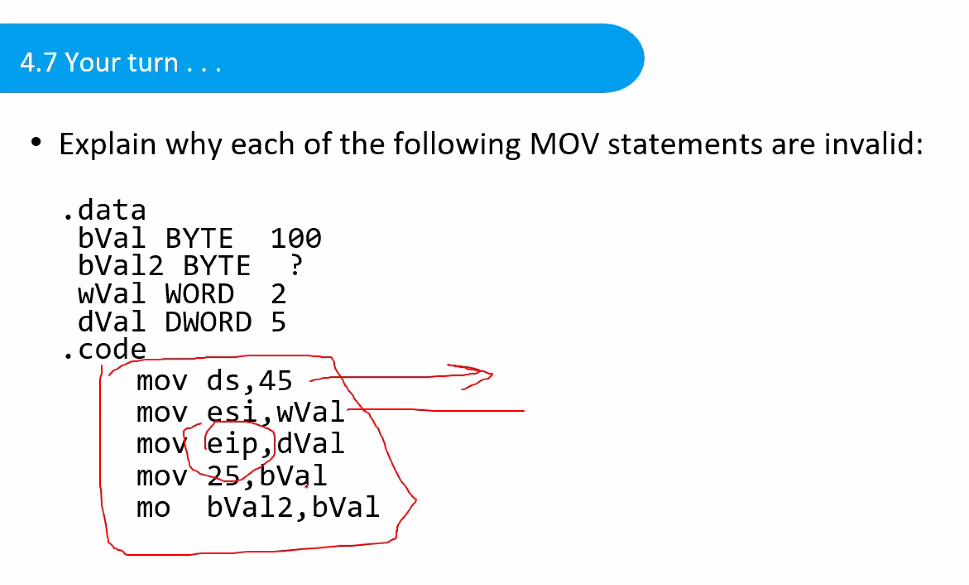 4.7 Your turn . . .
• Explain why each of the following MOV statements are invalid:
.data
bVal BYTE 100
bVal2 BYTE ?
wVal WORD 2
dVal DWORD 5
.code
mov ds,45
mov esi,wVal
mov eip,dVal
mov 25,bVal
mo bVal2,bVal